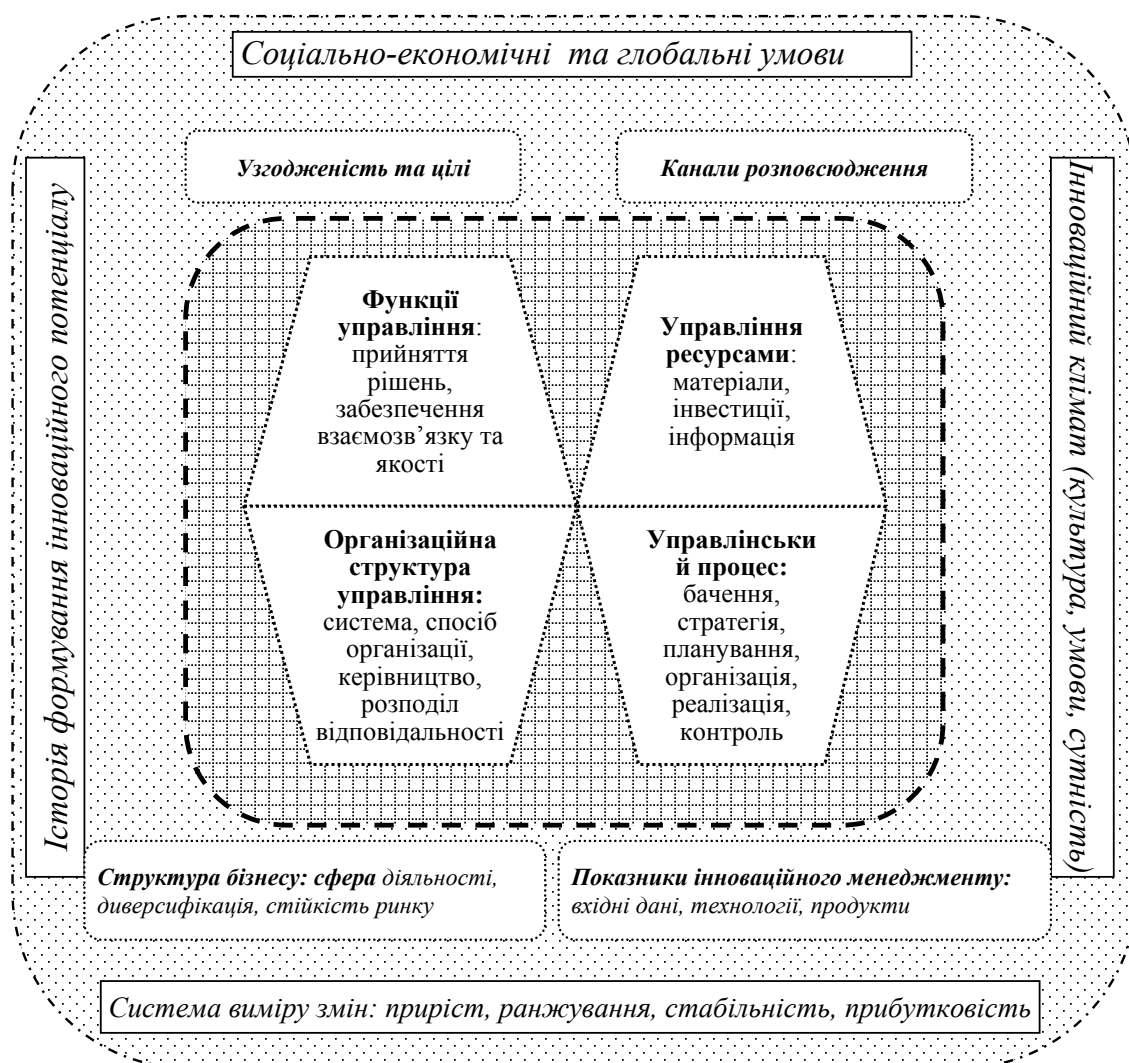 Соціально-економічні та глобальні умови
Узгодженість та цілі
Канали розповсюдження
Історія формування інноваційного потенціалу
Інноваційний клімат (культура, умови, сутність)
Функції
управління:
прийняття
рішень,
забезпечення
взаємозв’язку та
якості
Управління
ресурсами:
матеріали,
інвестиції,
інформація
Організаційна
структура
управління:
система, спосіб
організації,
керівництво,
розподіл
відповідальності
Управлінськи
й процес:
бачення,
стратегія,
планування,
організація,
реалізація,
контроль
Структура бізнесу: сфера діяльності,
диверсифікація, стійкість ринку
Показники інноваційного менеджменту:
вхідні дані, технології, продукти
Система виміру змін: приріст, ранжування, стабільність, прибутковість